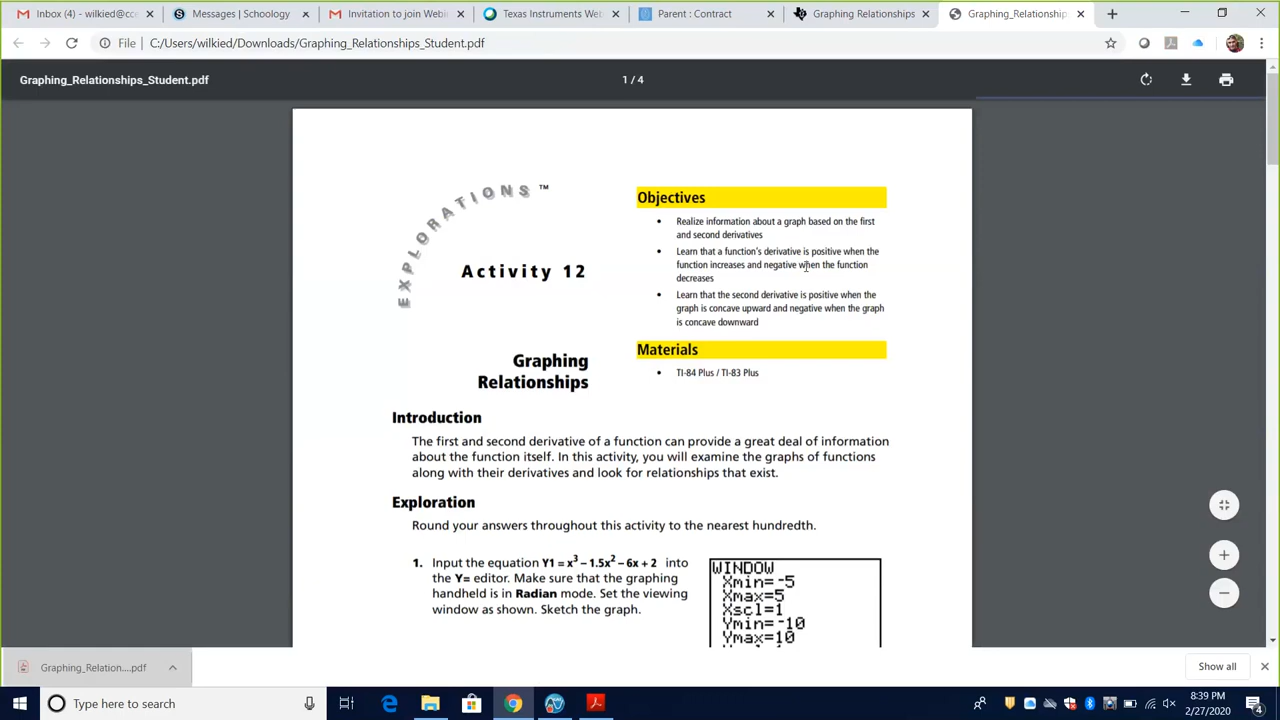 Inbox (3) - wilkied@cce
Messages | Schoology
Invitation to join Webin
Texas Instruments Web
Parent : Contract
Graphing Relationships
Graphing_Relationships
File
C:/Users/wilkied/Downloads/Graphing_Relationships_Student.pdf
Graphing_Relationships_Student.pdf
1 / 4
EXPLORATIONS™
Activity 12
Graphing
Relationships
Objectives
• Realize information about a graph based on the first
and second derivatives
• Learn that a function's derivative is positive when the
function increases and negative when the function
decreases
• Learn that the second derivative is positive when the
graph is concave upward and negative when the graph
is concave downward
Materials
• TI-84 Plus / TI-83 Plus
Introduction
The first and second derivative of a function can provide a great deal of information
about the function itself. In this activity, you will examine the graphs of functions
along with their derivatives and look for relationships that exist.
Exploration
Round your answers throughout this activity to the nearest hundredth.
1. Input the equation Y1 = x³ – 1.5x² – 6x + 2 into
the Y= editor. Make sure that the graphing
handheld is in Radian mode. Set the viewing
window as shown. Sketch the graph.
WINDOW
Xmin=-5
Xmax=5
Xscl=1
Ymin=-10
Ymax=10
Graphing_Relation....pdf
Show all
Type here to search
8:39 PM
2/27/2020
4